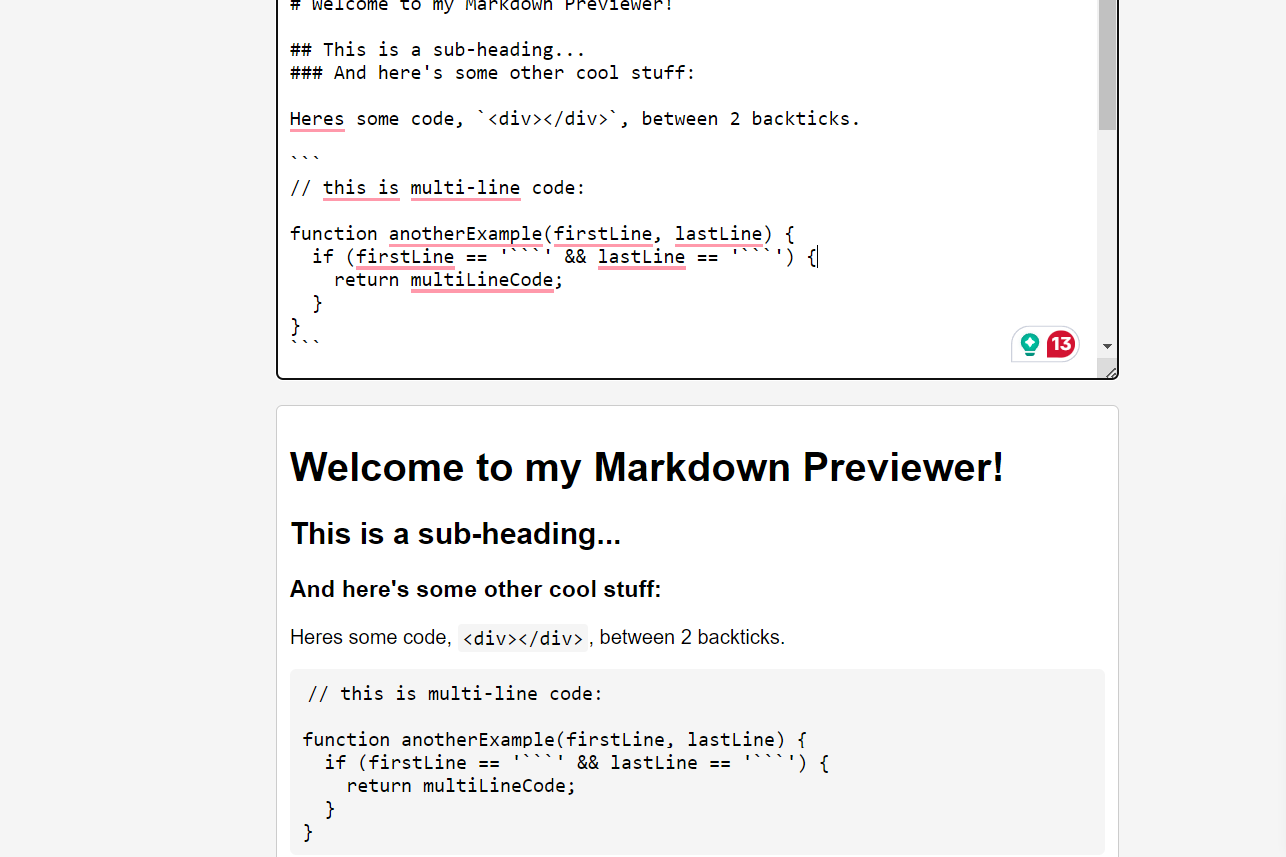 # Welcome to my Markdown Previewer!
## This is a sub-heading...
### And here's some other cool stuff:
Heres some code, `<div></div>`, between 2 backticks.
```
// this is multi-line code:
function anotherExample(firstLine, lastLine) {
  if (firstLine == '```' && lastLine == '```') {
    return multiLineCode;
  }
}
```
13
Welcome to my Markdown Previewer!
This is a sub-heading...
And here's some other cool stuff:
Heres some code, <div></div>, between 2 backticks.
// this is multi-line code:
function anotherExample(firstLine, lastLine) {
  if (firstLine == '```' && lastLine == '```') {
    return multiLineCode;
  }
}